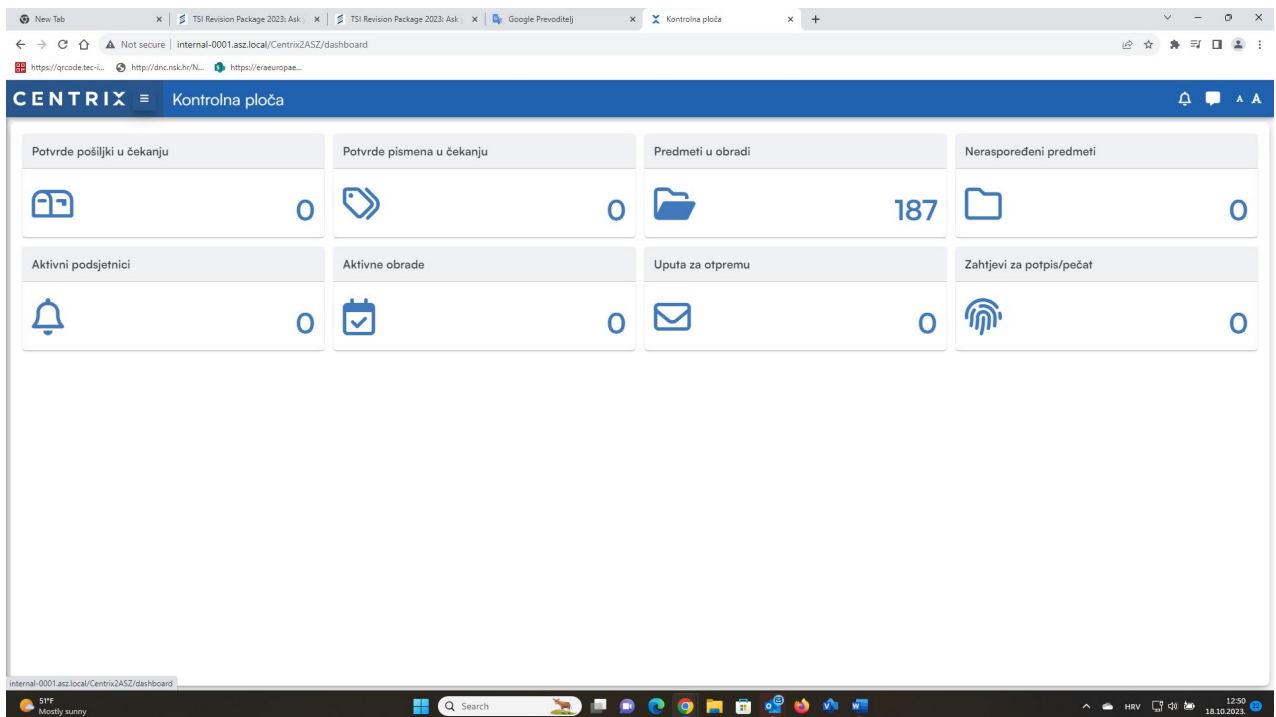 New Tab
TSI Revision Package 2023: Ask
TSI Revision Package 2023: Ask
Google Prevoditelj
Kontrolna ploča
Not secure | internal-0001.asz.local/Centrix2ASZ/dashboard
https://qrcode.tec-i... http://dnc.nsk.hr/N... https://eraeuropae...
CENTRIX Kontrolna ploča A A
Potvrde pošiljki u čekanju
0
Potvrde pismena u čekanju
0
Predmeti u obradi
187
Neraspoređeni predmeti
0
Aktivni podsjetnici
0
Aktivne obrade
0
Uputa za otpremu
0
Zahtjevi za potpis/pečat
0
internal-0001.asz.local/Centrix2ASZ/dashboard
51°F
Mostly sunny
Search
HRV
12:50
18.10.2023.